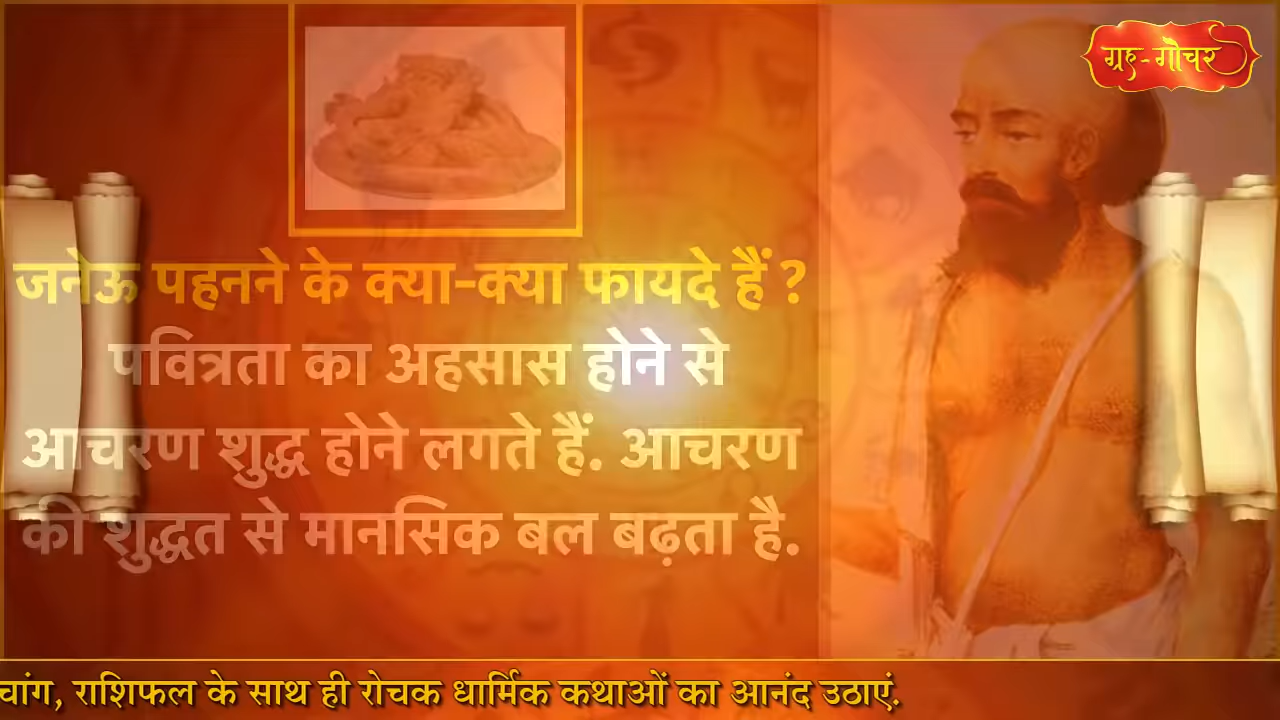 ग्रह-गोचर
जनेऊ पहनने के क्या-क्या फायदे हैं ?
पवित्रता का अहसास होने से
आचरण शुद्ध होने लगते हैं. आचरण
की शुद्धत से मानसिक बल बढ़ता है.
चांग, राशिफल के साथ ही रोचक धार्मिक कथाओं का आनंद उठाएं.